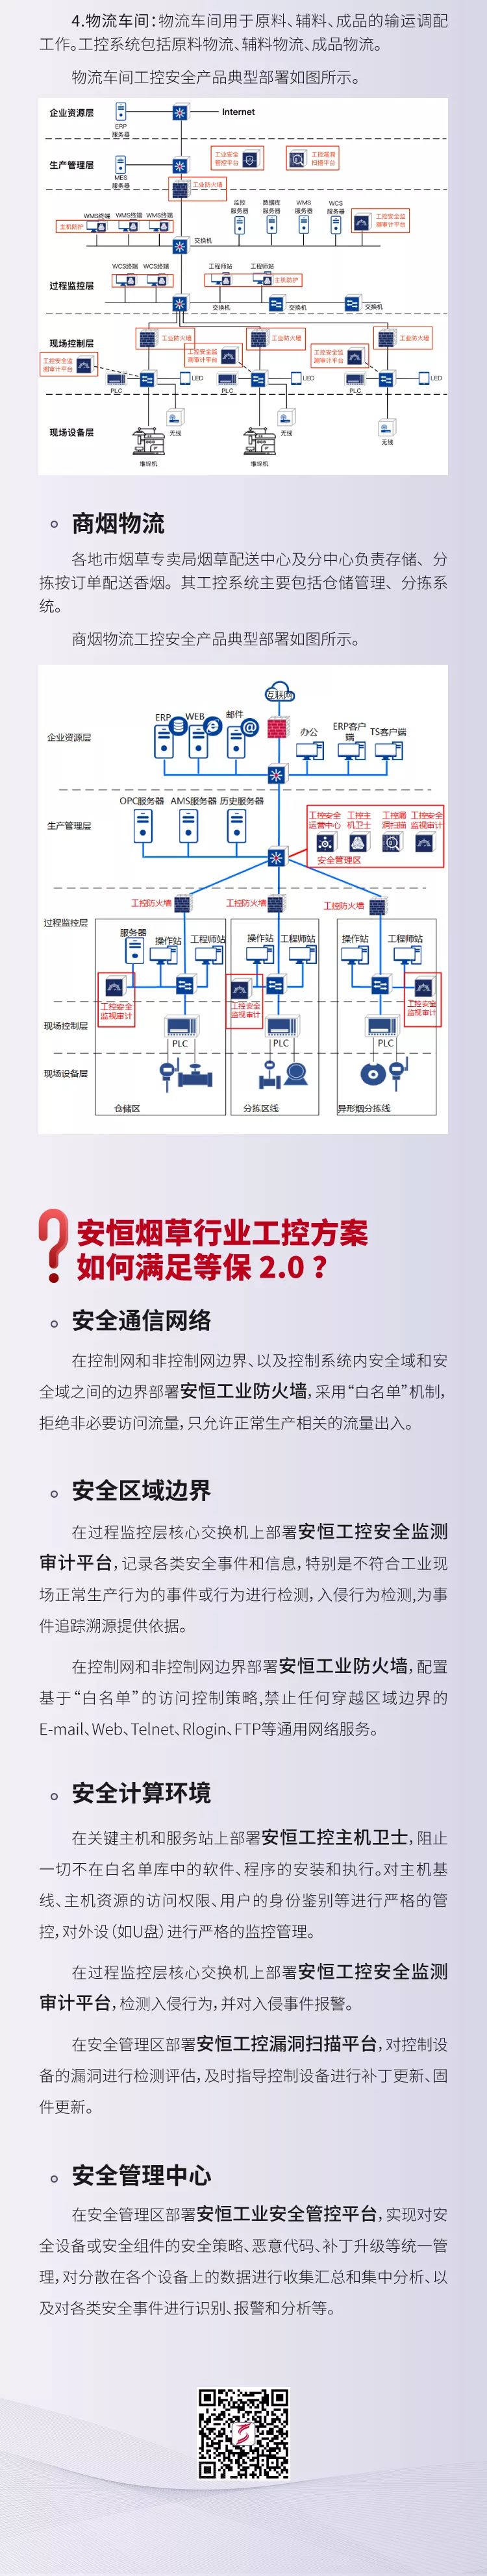 4.物流车间：物流车间用于原料、辅料、成品的输运调配
工作。工控系统包括原料物流、辅料物流、成品物流。
物流车间工控安全产品典型部署如图所示。
企业资源层
ERP
服务器
Internet
生产管理层
MES
服务器
工业安全
管控平台
工控漏洞
扫描平台
工业防火墙
WMS终端 WMS终端 WMS终端
主机防护
监控
服务器
数据库
服务器
WMS
服务器
WCS
服务器
工控安全监
测审计平台
交换机
WCS终端 WCS终端
工程师站
工程师站
主机防护
过程监控层
交换机
交换机
交换机
现场控制层
工业防火墙
工业防火墙
工业防火墙
工控安全监
测审计平台
工控安全监
测审计平台
工控安全监
测审计平台
PLC
LED
PLC
LED
PLC
LED
现场设备层
无线
无线
无线
堆垛机
堆垛机
商烟物流
各地市烟草专卖局烟草配送中心及分中心负责存储、分
拣按订单配送香烟。其工控系统主要包括仓储管理、分拣系
统。
商烟物流工控安全产品典型部署如图所示。
互联网
ERP
WEB
邮件
办公
ERP客户
端
TS客户端
企业资源层
OPC服务器 AMS服务器 历史服务器
生产管理层
工控安全
运营中心
工控主
机卫士
工控漏
洞扫描
工控安全
监视审计
安全管理区
工控防火墙
工控防火墙
工控防火墙
过程监控层
服务器
操作站
工程师站
操作站
工程师站
操作站
工程师站
工控安全
监视审计
工控安全
监视审计
工控安全
监视审计
现场控制层
PLC
PLC
PLC
现场设备层
仓储区
分拣区线
异形烟分拣线
安恒烟草行业工控方案
如何满足等保 2.0 ?
安全通信网络
在控制网和非控制网边界、以及控制系统内安全域和安
全域之间的边界部署安恒工业防火墙，采用“白名单”机制，
拒绝非必要访问流量，只允许正常生产相关的流量出入。
安全区域边界
在过程监控层核心交换机上部署安恒工控安全监测
审计平台，记录各类安全事件和信息，特别是不符合工业现
场正常生产行为的事件或行为进行检测，入侵行为检测,为事
件追踪溯源提供依据。
在控制网和非控制网边界部署安恒工业防火墙，配置
基于“白名单”的访问控制策略,禁止任何穿越区域边界的
E-mail、Web、Telnet、Rlogin、FTP等通用网络服务。
安全计算环境
在关键主机和服务站上部署安恒工控主机卫士，阻止
一切不在白名单库中的软件、程序的安装和执行。对主机基
线、主机资源的访问权限、用户的身份鉴别等进行严格的管
控，对外设（如U盘）进行严格的监控管理。
在过程监控层核心交换机上部署安恒工控安全监测
审计平台，检测入侵行为，并对入侵事件报警。
在安全管理区部署安恒工控漏洞扫描平台，对控制设
备的漏洞进行检测评估，及时指导控制设备进行补丁更新、固
件更新。
安全管理中心
在安全管理区部署安恒工业安全管控平台，实现对安
全设备或安全组件的安全策略、恶意代码、补丁升级等统一管
理，对分散在各个设备上的数据进行收集汇总和集中分析、以
及对各类安全事件进行识别、报警和分析等。